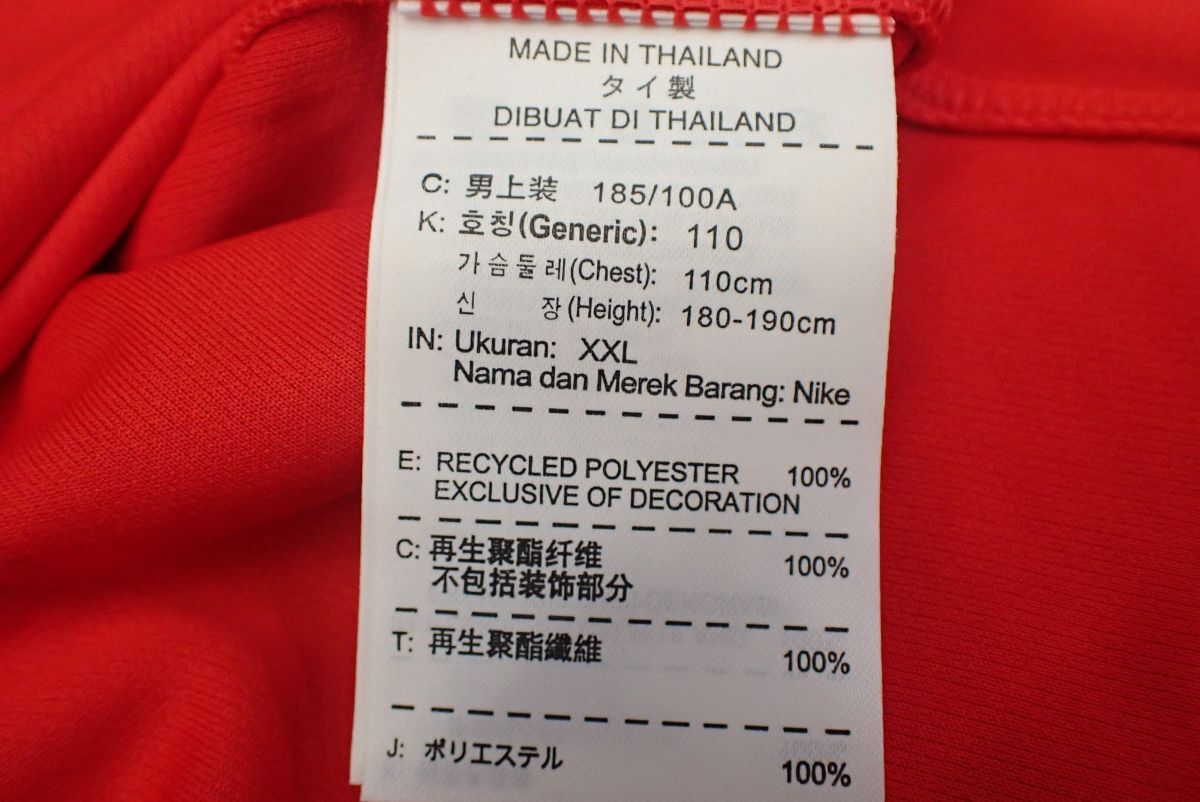 MADE IN THAILAND
タイ製
DIBUAT DI THAILAND
C: 男上装 185/100A
K: 호칭(Generic): 110
가슴둘레(Chest): 110cm
신 장(Height): 180-190cm
IN: Ukuran: XXL
Nama dan Merek Barang: Nike
E: RECYCLED POLYESTER 100%
EXCLUSIVE OF DECORATION
C: 再生聚酯纤维 100%
不包括装饰部分
T: 再生聚酯纖維 100%
J: ポリエステル 100%